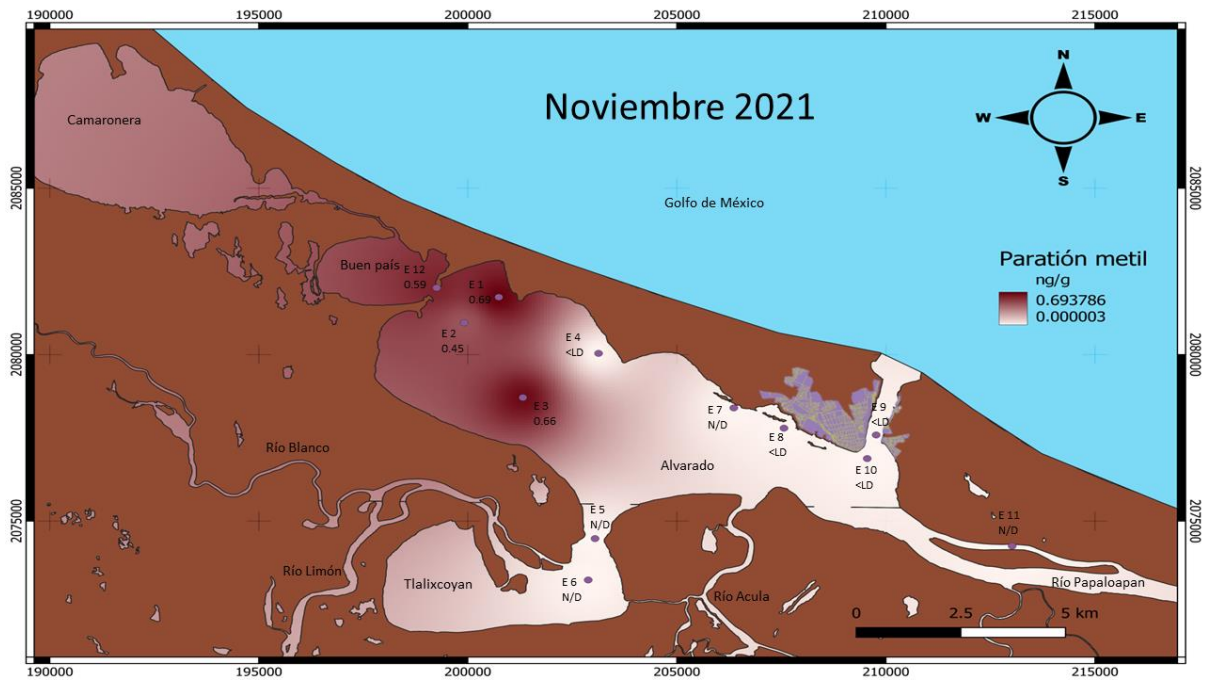 190000
195000
200000
205000
210000
215000
Noviembre 2021
N
W
E
S
Camaronera
2085000
2085000
Golfo de México
Paratión metil
ng/g
0.693786
0.000003
Buen país
E 12
0.59
E 1
0.69
E 2
0.45
E 4
<LD
2080000
2080000
E 3
0.66
E 7
N/D
E 8
<LD
E 9
<LD
E 10
<LD
Río Blanco
Alvarado
E 5
N/D
E 11
N/D
2075000
2075000
Río Limón
Tlalixcoyan
E 6
N/D
Río Acula
Río Papaloapan
0
2.5
5 km
190000
195000
200000
205000
210000
215000